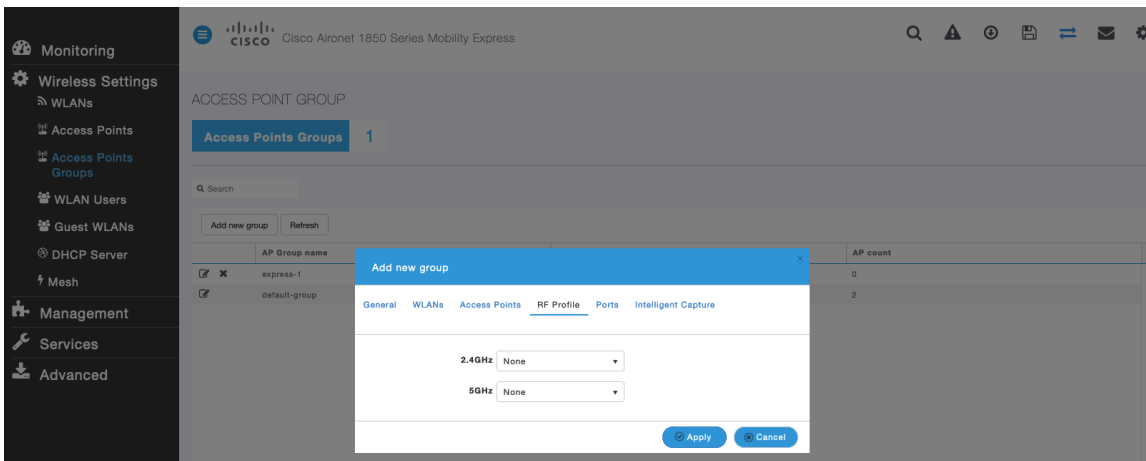 Monitoring
Wireless Settings
WLANs
Access Points
Access Points
Groups
WLAN Users
Guest WLANs
DHCP Server
Mesh
Management
Services
Advanced
CISCO
Cisco Aironet 1850 Series Mobility Express
ACCESS POINT GROUP
Access Points Groups 1
Search
Add new group Refresh
AP Group name AP count
express-1 0
default-group 2
Add new group
General WLANs Access Points RF Profile Ports Intelligent Capture
2.4GHz None
5GHz None
Apply Cancel